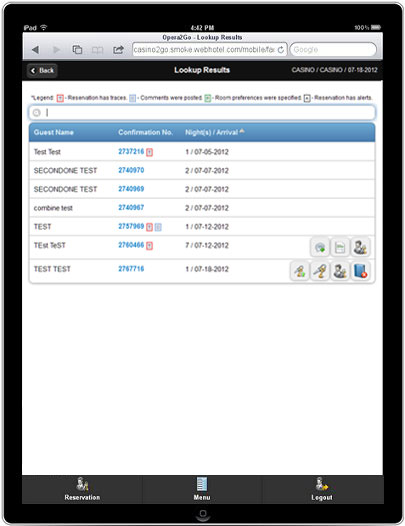 iPad 4:42 PM 100%
Opera2Go - Lookup Results
casino2go.smoke.webhotel.com/mobile/fa Google
Back Lookup Results CASINO / CASINO / 07-18-2012
*Legend: T - Reservation has traces. - Comments were posted. - Room preferences were specified. A - Reservation has alerts.
Guest Name Confirmation No. Night(s) / Arrival
Test Test 2737216 T 1 / 07-05-2012
SECONDONE TEST 2740970 2 / 07-07-2012
SECONDONE TEST 2740969 2 / 07-07-2012
combine test 2740967 2 / 07-07-2012
TEST 2757969 T 1 / 07-12-2012
TEst TeST 2760466 T 7 / 07-12-2012
TEST TEST 2767716 1 / 07-18-2012
Reservation Menu Logout